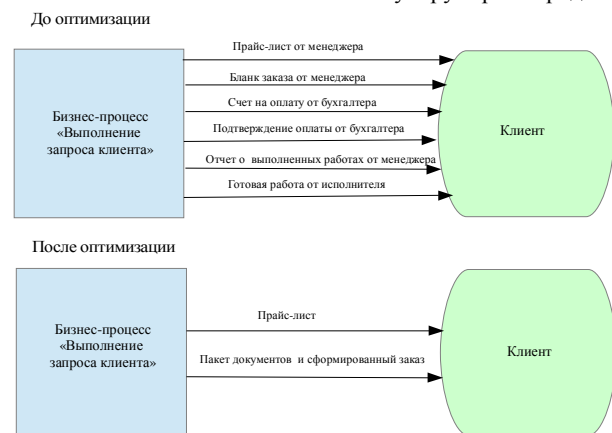 До оптимизации
Прайс-лист от менеджера
Бланк заказа от менеджера
Счет на оплату от бухгалтера
Подтверждение оплаты от бухгалтера
Отчет о выполненных работах от менеджера
Готовая работа от исполнителя
Бизнес-процесс
«Выполнение
запроса клиента»
Клиент
После оптимизации
Прайс-лист
Пакет документов и сформированный заказ
Бизнес-процесс
«Выполнение
запроса клиента»
Клиент